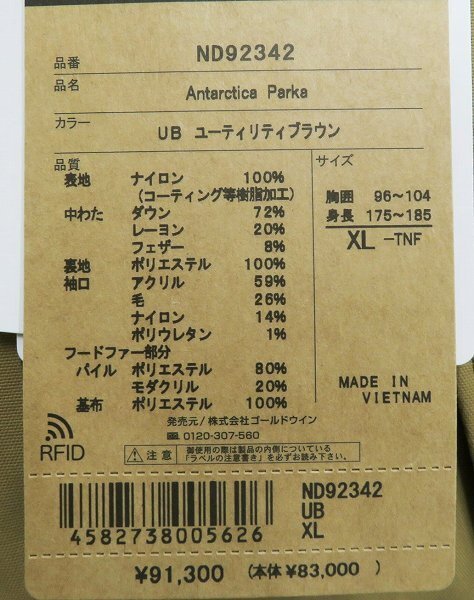 品番 ND92342
品名 Antarctica Parka
カラー UB ユーティリティブラウン
品質
表地 ナイロン 100%
(コーティング等樹脂加工)
中わた ダウン 72%
レーヨン 20%
フェザー 8%
裏地 ポリエステル 100%
袖口 アクリル 59%
毛 26%
ナイロン 14%
ポリウレタン 1%
フードファー部分
パイル ポリエステル 80%
モダクリル 20%
基布 ポリエステル 100%
サイズ
胸囲 96~104
身長 175~185
XL -TNF
MADE IN
VIETNAM
発売元/株式会社ゴールドウイン
0120-307-560
RFID
注意 御使用の際は製品の内側についている
「ラベルの注意書き」を必ずお読み下さい。
4582738005626
ND92342
UB
XL
¥91,300 (本体 ¥83,000)